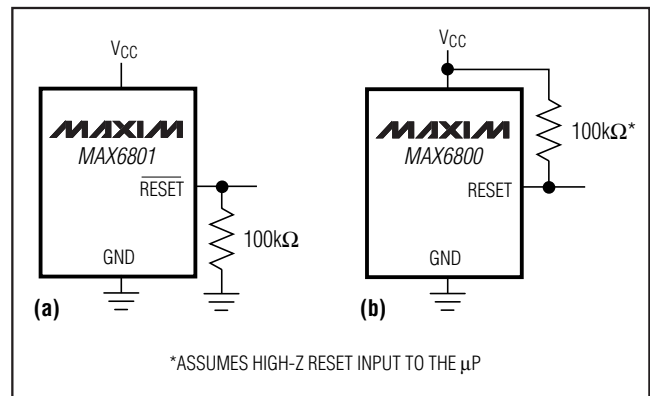 VCC
MAXIM
MAX6801
RESET
100kΩ
GND
(a)
VCC
MAXIM
MAX6800
100kΩ*
RESET
GND
(b)
*ASSUMES HIGH-Z RESET INPUT TO THE µP